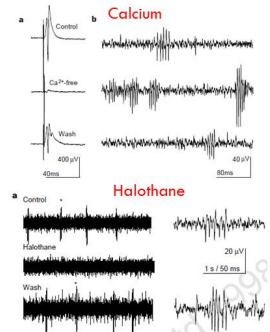 a b Calcium
Control
Ca²⁺-free
Wash
400 µV 40 µV
40ms 80ms
Halothane
a
Control
*
Halothane
20 µV
Wash
*
1 s / 50 ms